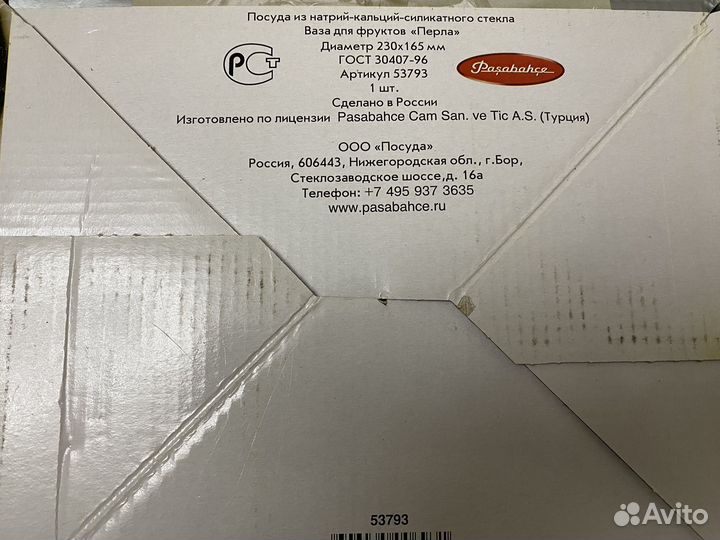 Посуда из натрий-кальций-силикатного стекла
Ваза для фруктов «Перла»
Диаметр 230х165 мм
ГОСТ 30407-96
Артикул 53793
1 шт.
Сделано в России
Изготовлено по лицензии Pasabahce Cam San. ve Tic A.S. (Турция)
РСТ
Paşabahçe
ООО «Посуда»
Россия, 606443, Нижегородская обл., г.Бор,
Стеклозаводское шоссе,д. 16а
Телефон: +7 495 937 3635
www.pasabahce.ru
53793
Avito